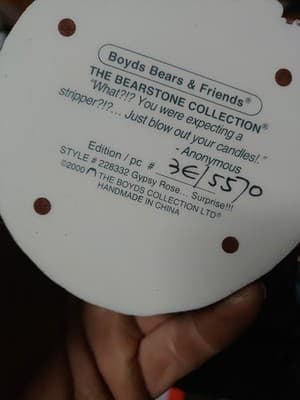 Boyds Bears & Friends®
THE BEARSTONE COLLECTION®
"What?!? You were expecting a
stripper?!?... Just blow out your candles!."
- Anonymous
Edition / pc # 3E/5570
STYLE # 228332 Gypsy Rose... Surprise!!!
©2000 THE BOYDS COLLECTION LTD®
HANDMADE IN CHINA